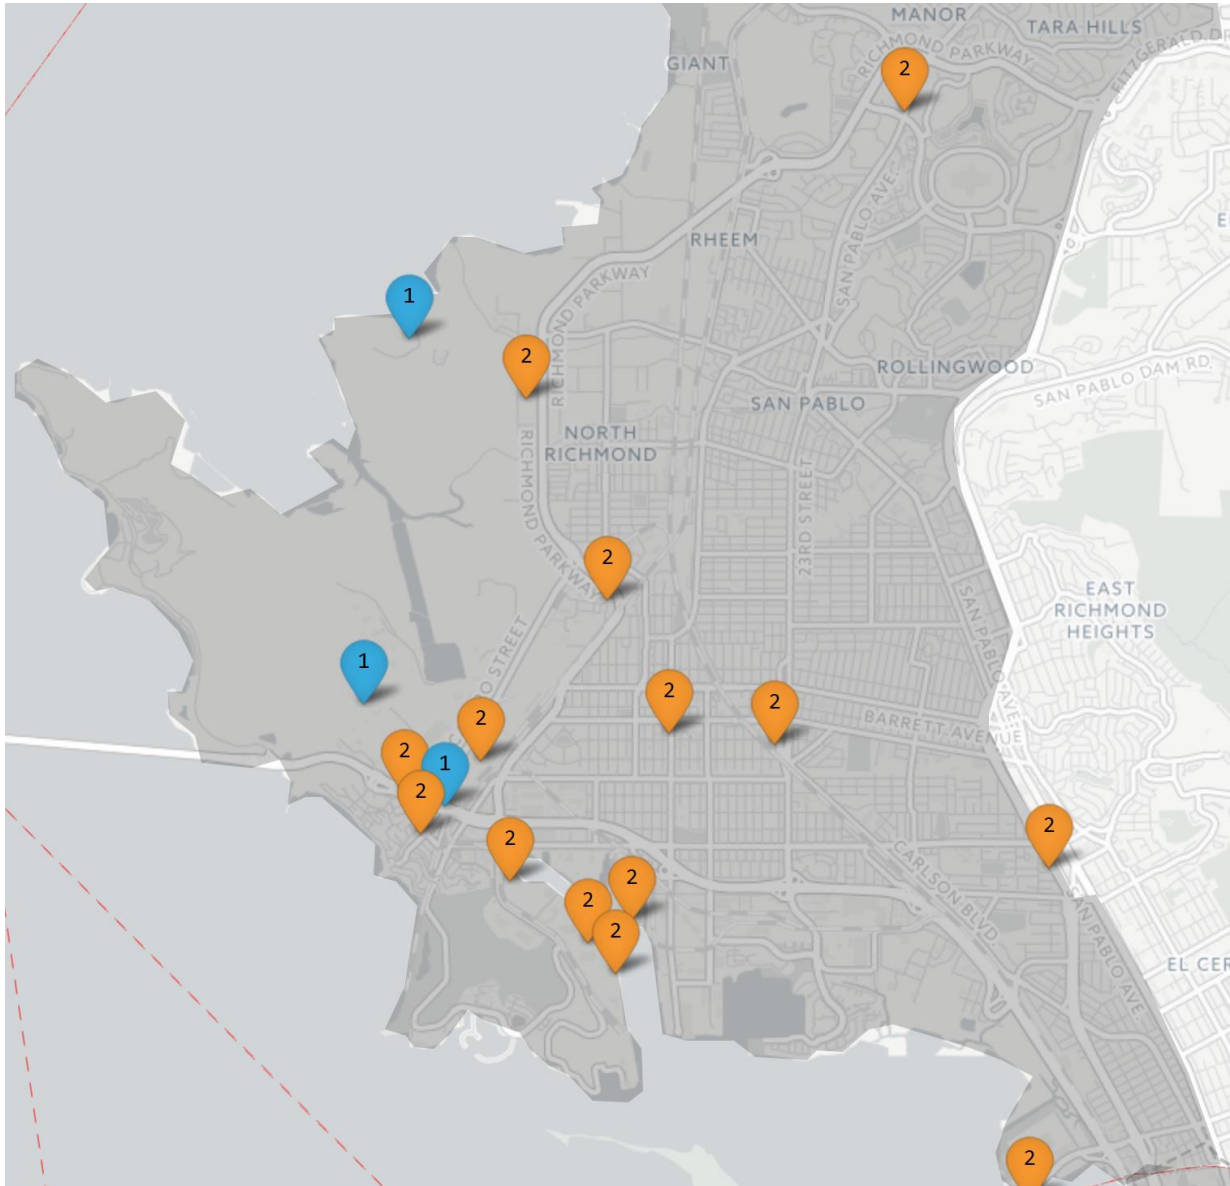 MANOR
TARA HILLS
RICHMOND PARKWAY
FITZGERALD DR
GIANT
2
RHEEM
SAN PABLO AVE.
RICHMOND PARKWAY
1
2
ROLLINGWOOD
SAN PABLO DAM RD.
SAN PABLO
NORTH
RICHMOND
RICHMOND PARKWAY
23RD STREET
2
EAST
RICHMOND
HEIGHTS
SAN PABLO AVE.
STREET
1
2
2
BARRETT AVENUE
2
2
1
2
2
2
CARLSON BLVD.
2
2
2
SAN PABLO AVE
EL CER
2